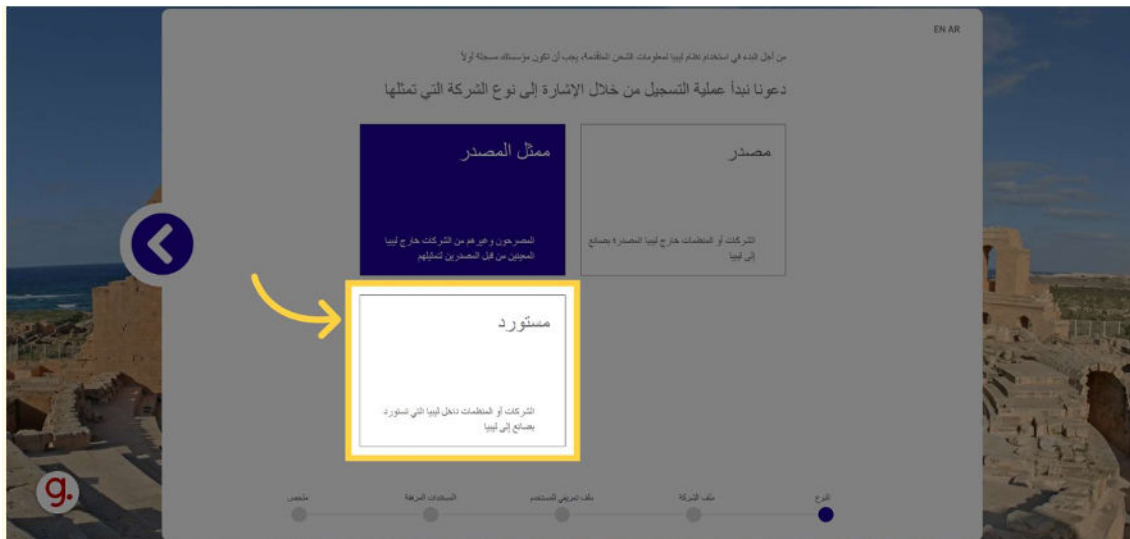 EN AR
من أجل البدء في استخدام نظام ليبيا لمعلومات الشحن المتقدمة، يجب أن تكون مؤسستك مسجلة أولاً
دعونا نبدأ عملية التسجيل من خلال الإشارة إلى نوع الشركة التي تمثلها
مصدر
الشركات أو المنظمات خارج ليبيا المصدرة بضائع
إلى ليبيا
ممثل المصدر
المصرحون وغيرهم من الشركات خارج ليبيا
المعينين من قبل المصدرين لتمثيلهم
مستورد
الشركات أو المنظمات داخل ليبيا التي تستورد
بضائع إلى ليبيا
النوع
ملف الشركة
ملف تعريفي للمستخدم
المستندات المرفقة
ملخص
g.